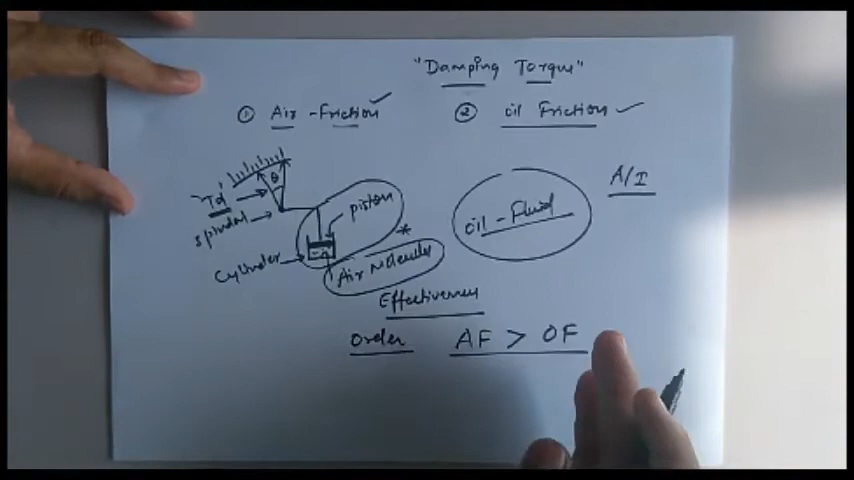 "Damping Torque"
① Air - Friction ✓
② oil Friction ✓
A/I
θ
"Td"
spindal
piston
*
Cylinder
Air Molecules
oil - Fluid
Effectiveness
Order AF > OF